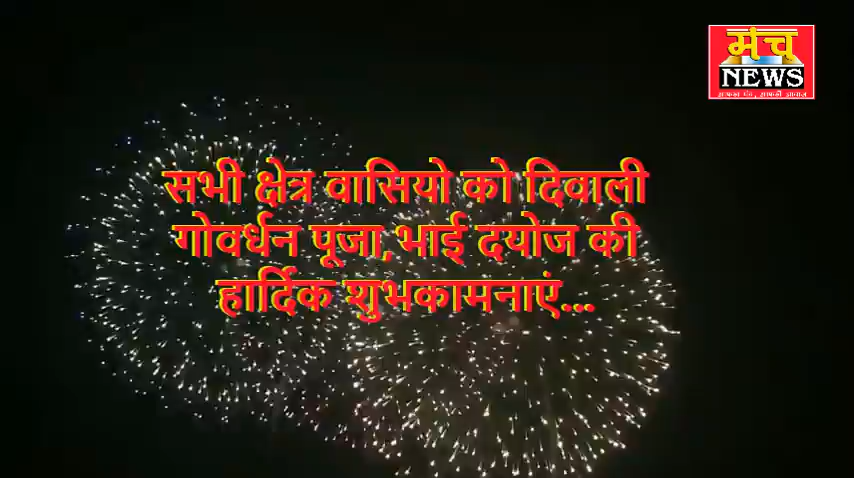 मंच
NEWS
सभी क्षेत्र वासियो को दिवाली
गोवर्धन पूजा,भाई दयोज की
हार्दिक शुभकामनाएं...